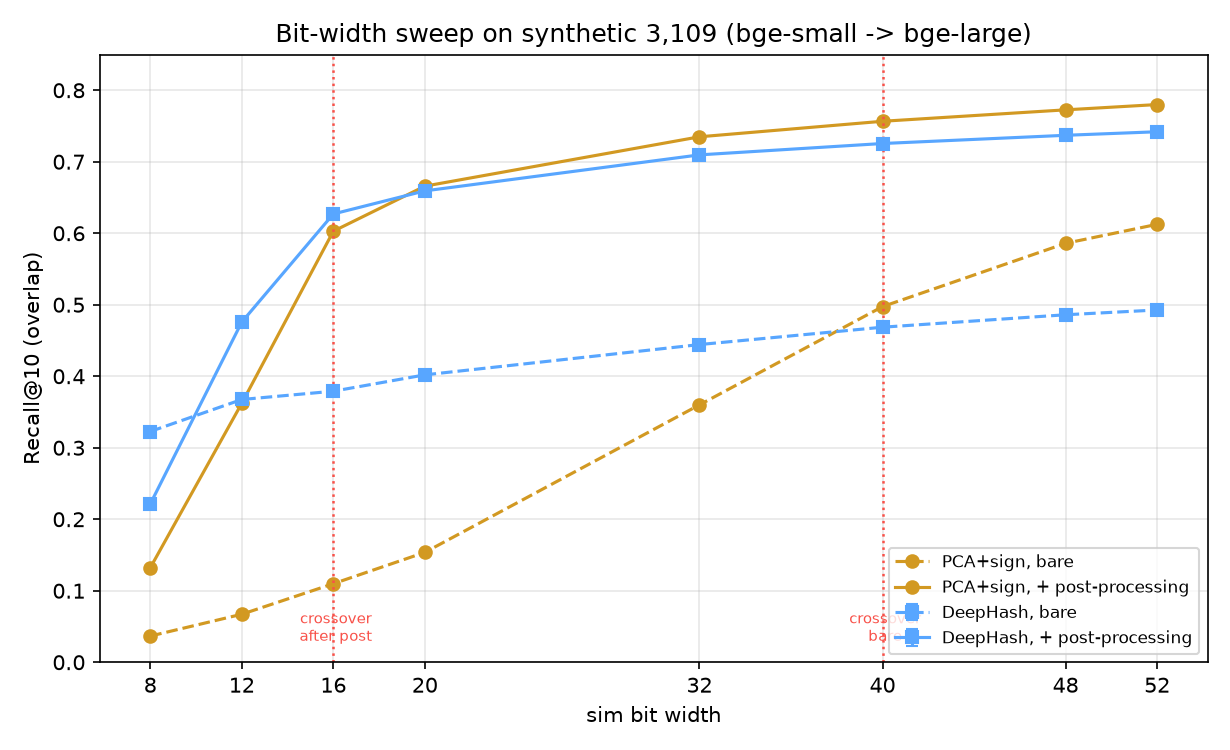 Bit-width sweep on synthetic 3,109 (bge-small -> bge-large)
Recall@10 (overlap)
0.8
0.7
0.6
0.5
0.4
0.3
0.2
0.1
0.0
crossover
after post
PCA+sign, bare
PCA+sign, + post-processing
DeepHash, bare
DeepHash, + post-processing
8 12 16 20 32 40 48 52
sim bit width